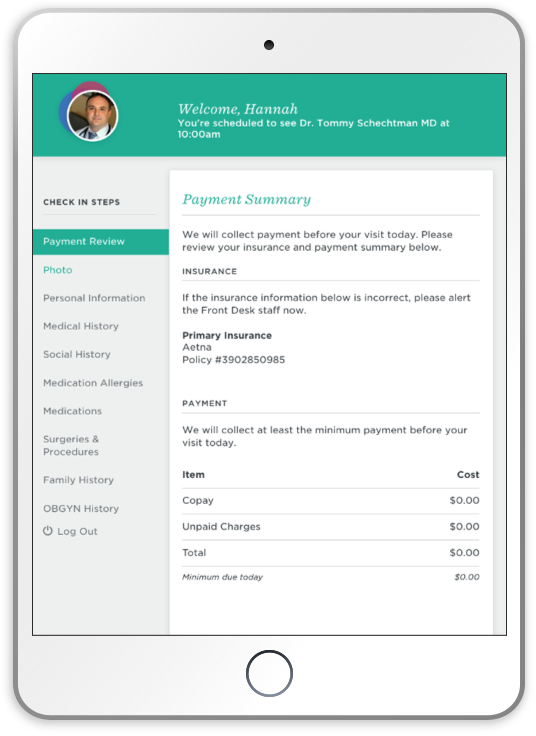 Welcome, Hannah
You're scheduled to see Dr. Tommy Schechtman MD at
10:00am
CHECK IN STEPS
Payment Review
Photo
Personal Information
Medical History
Social History
Medication Allergies
Medications
Surgeries &
Procedures
Family History
OBGYN History
Log Out
Payment Summary
We will collect payment before your visit today. Please
review your insurance and payment summary below.
INSURANCE
If the insurance information below is incorrect, please alert
the Front Desk staff now.
Primary Insurance
Aetna
Policy #3902850985
PAYMENT
We will collect at least the minimum payment before your
visit today.
Item Cost
Copay $0.00
Unpaid Charges $0.00
Total $0.00
Minimum due today $0.00